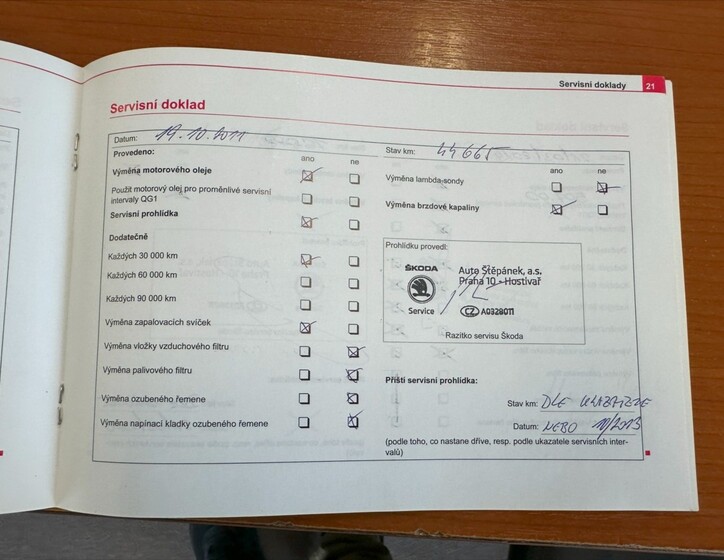 Servisní doklady 21
Servisní doklad
Datum: 19.10.2011
Stav km: 44 665
Provedeno:
ano ne
Výměna motorového oleje
Použit motorový olej pro proměnlivé servisní
intervaly QG1
Servisní prohlídka
Dodatečně
Každých 30 000 km
Každých 60 000 km
Každých 90 000 km
Výměna zapalovacích svíček
Výměna vložky vzduchového filtru
Výměna palivového filtru
Výměna ozubeného řemene
Výměna napínací kladky ozubeného řemene
ano ne
Výměna lambda-sondy
Výměna brzdové kapaliny
Prohlídku provedl:
ŠKODA
Service
Auto Štěpánek, a.s.
Praha 10 - Hostivař
CZ A0328011
Razítko servisu Škoda
Příští servisní prohlídka:
Stav km: DLE UKAZATELE
Datum: NEBO 10/2013
(podle toho, co nastane dříve, resp. podle ukazatele servisních inter-
valů)